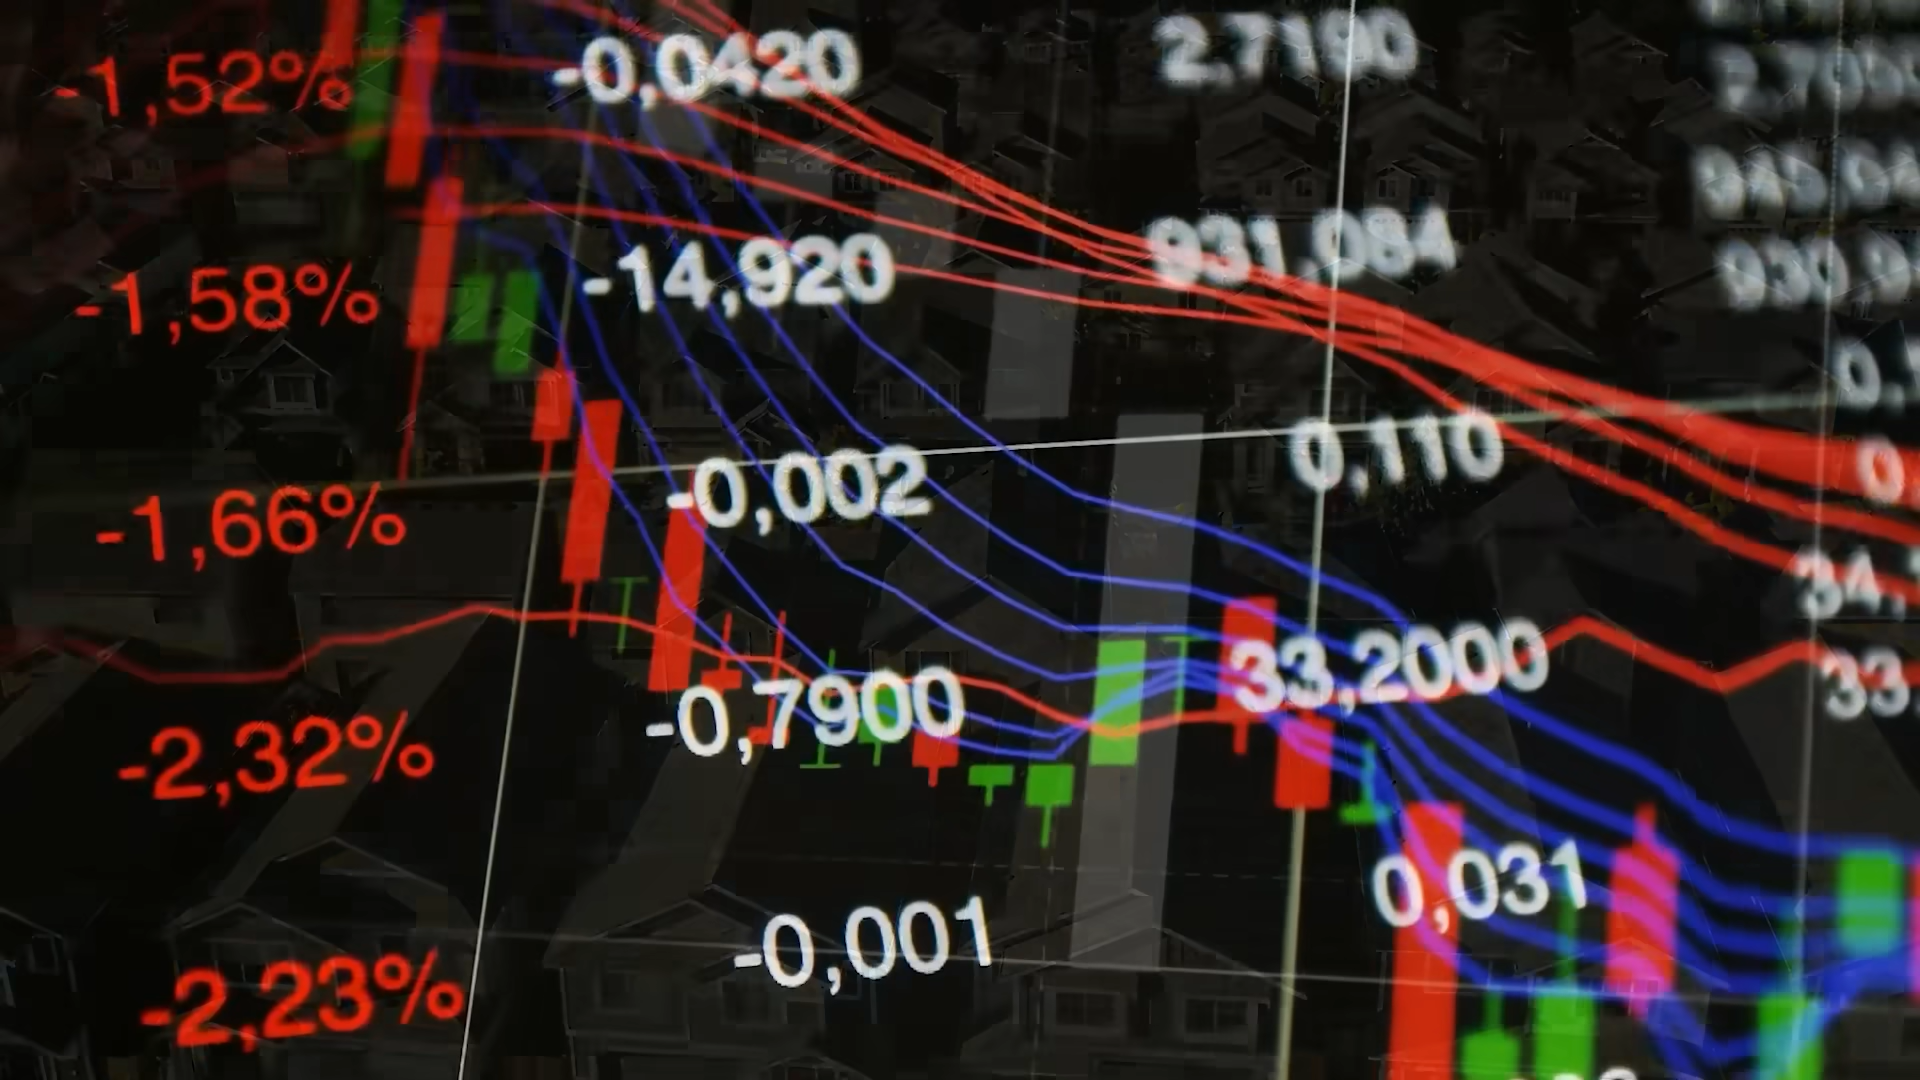 -1,52% -0,0420 2.7190
-1,58% -14,920 931,084
-1,66% -0,002 0,110
-2,32% -0,7900 33,2000
-2,23% -0,001 0,031